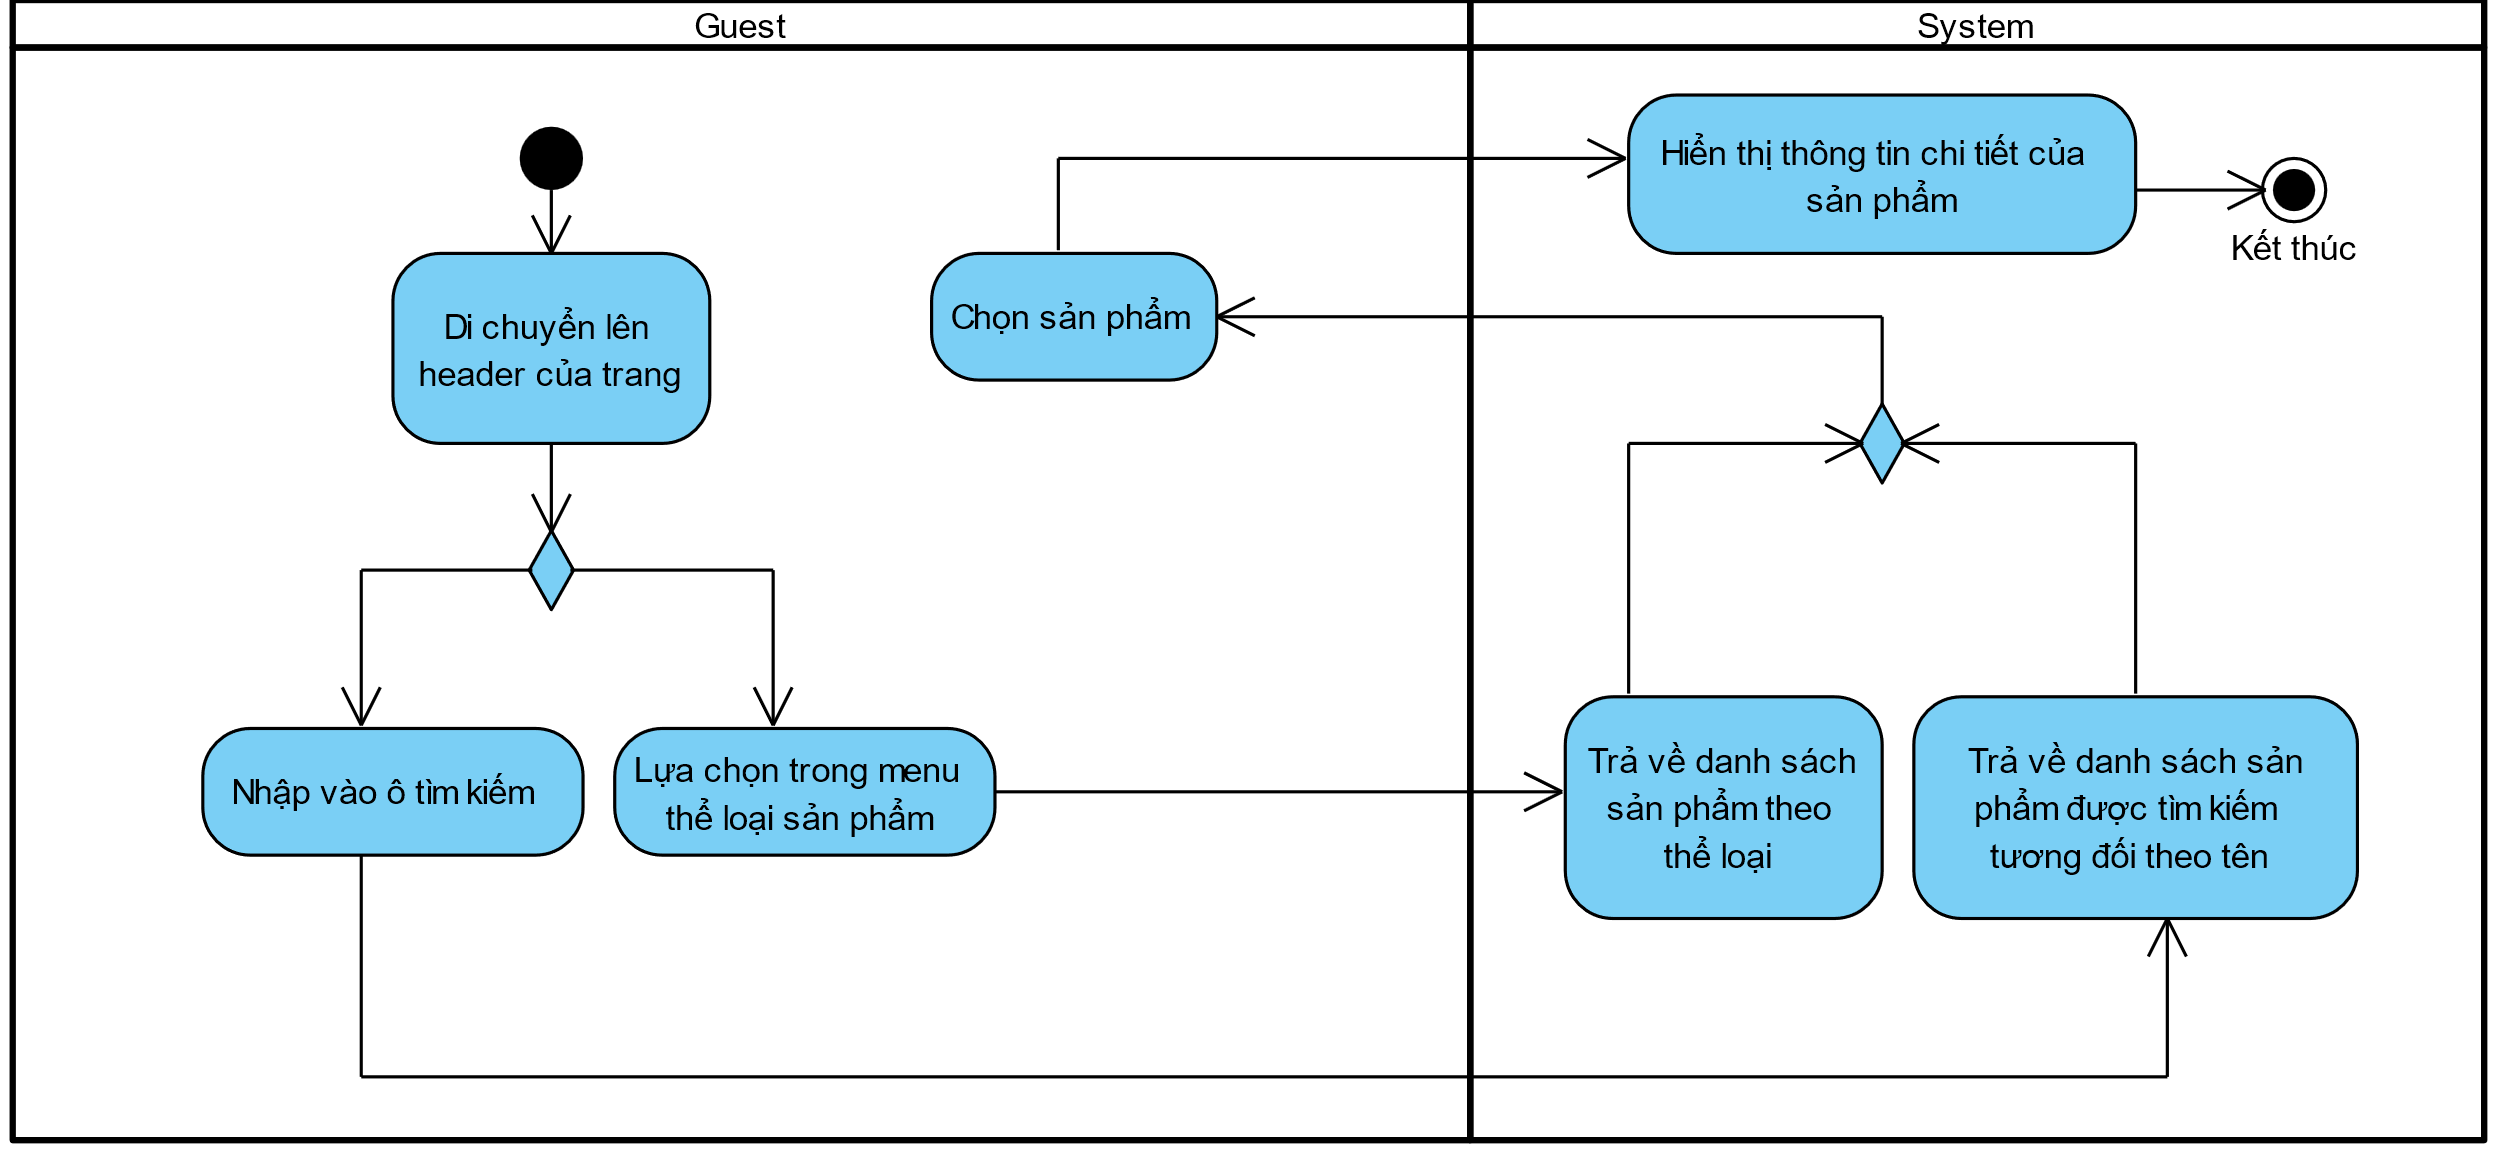 Guest
System
Hiển thị thông tin chi tiết của
sản phẩm
Kết thúc
Di chuyển lên
header của trang
Chọn sản phẩm
Nhập vào ô tìm kiếm
Lựa chọn trong menu
thể loại sản phẩm
Trả về danh sách
sản phẩm theo
thể loại
Trả về danh sách sản
phẩm được tìm kiếm
tương đối theo tên